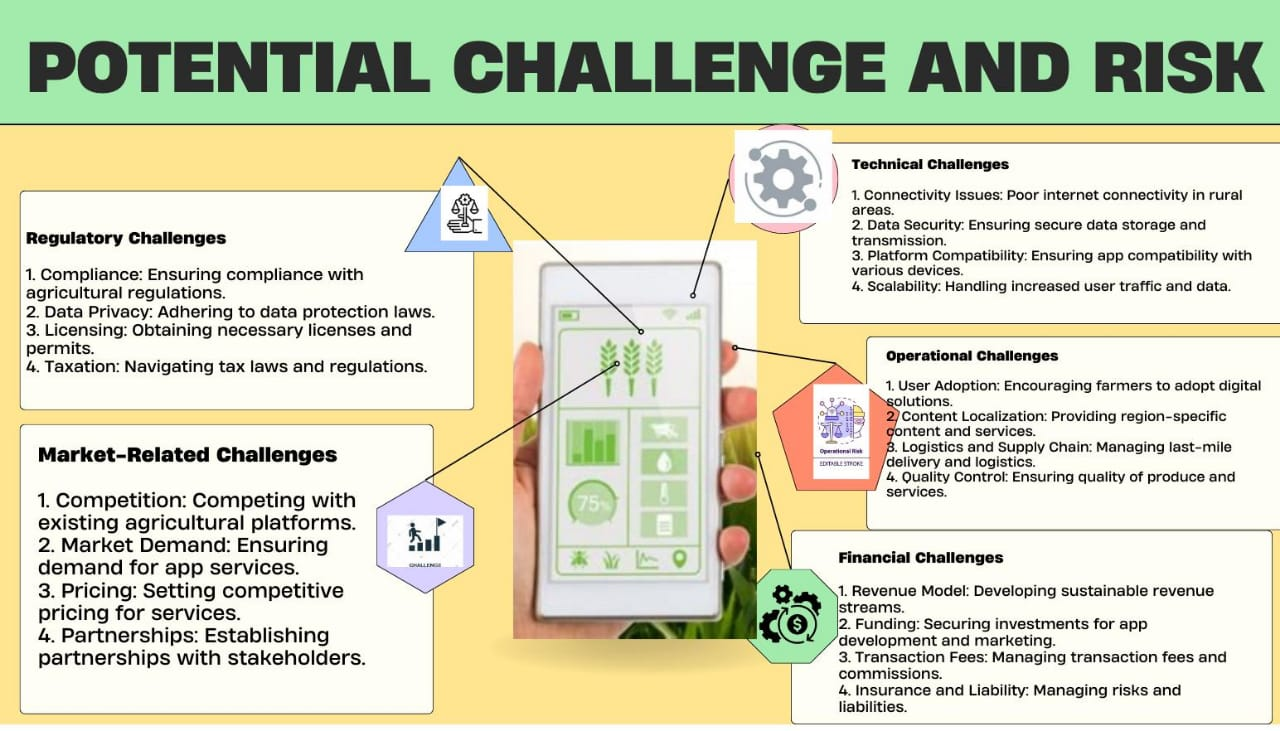 POTENTIAL CHALLENGE AND RISK
Regulatory Challenges
1. Compliance: Ensuring compliance with
agricultural regulations.
2. Data Privacy: Adhering to data protection laws.
3. Licensing: Obtaining necessary licenses and
permits.
4. Taxation: Navigating tax laws and regulations.
Market-Related Challenges
1. Competition: Competing with
existing agricultural platforms.
2. Market Demand: Ensuring
demand for app services.
3. Pricing: Setting competitive
pricing for services.
4. Partnerships: Establishing
partnerships with stakeholders.
CHALLENGE
75%
Technical Challenges
1. Connectivity Issues: Poor internet connectivity in rural
areas.
2. Data Security: Ensuring secure data storage and
transmission.
3. Platform Compatibility: Ensuring app compatibility with
various devices.
4. Scalability: Handling increased user traffic and data.
Operational Challenges
1. User Adoption: Encouraging farmers to adopt digital
solutions.
2. Content Localization: Providing region-specific
content and services.
3. Logistics and Supply Chain: Managing last-mile
delivery and logistics.
4. Quality Control: Ensuring quality of produce and
services.
Operational Risk
EDITABLE STROKE
Financial Challenges
1. Revenue Model: Developing sustainable revenue
streams.
2. Funding: Securing investments for app
development and marketing.
3. Transaction Fees: Managing transaction fees and
commissions.
4. Insurance and Liability: Managing risks and
liabilities.
$